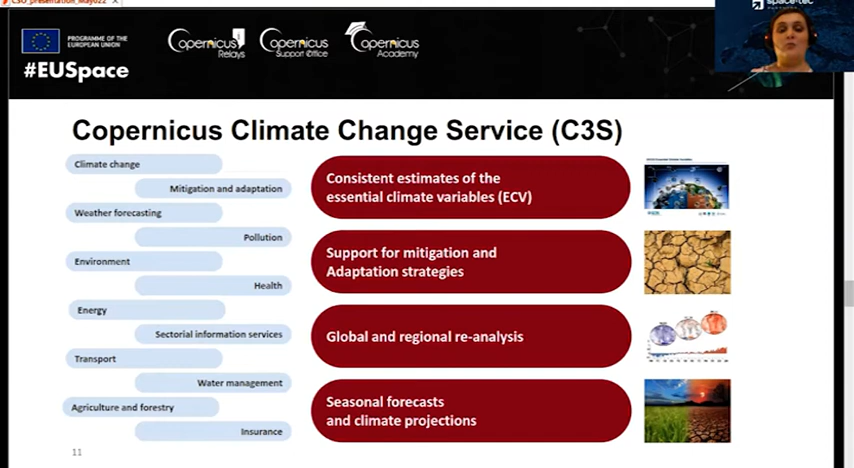 CSO_presentation_May022
PROGRAMME OF THE
EUROPEAN UNION
#EUSpace
Copernicus
Relays
Copernicus
Support Office
Copernicus
Academy
space-tec
Copernicus Climate Change Service (C3S)
Climate change
Mitigation and adaptation
Weather forecasting
Pollution
Environment
Health
Energy
Sectorial information services
Transport
Water management
Agriculture and forestry
Insurance
Consistent estimates of the
essential climate variables (ECV)
Support for mitigation and
Adaptation strategies
Global and regional re-analysis
Seasonal forecasts
and climate projections
11